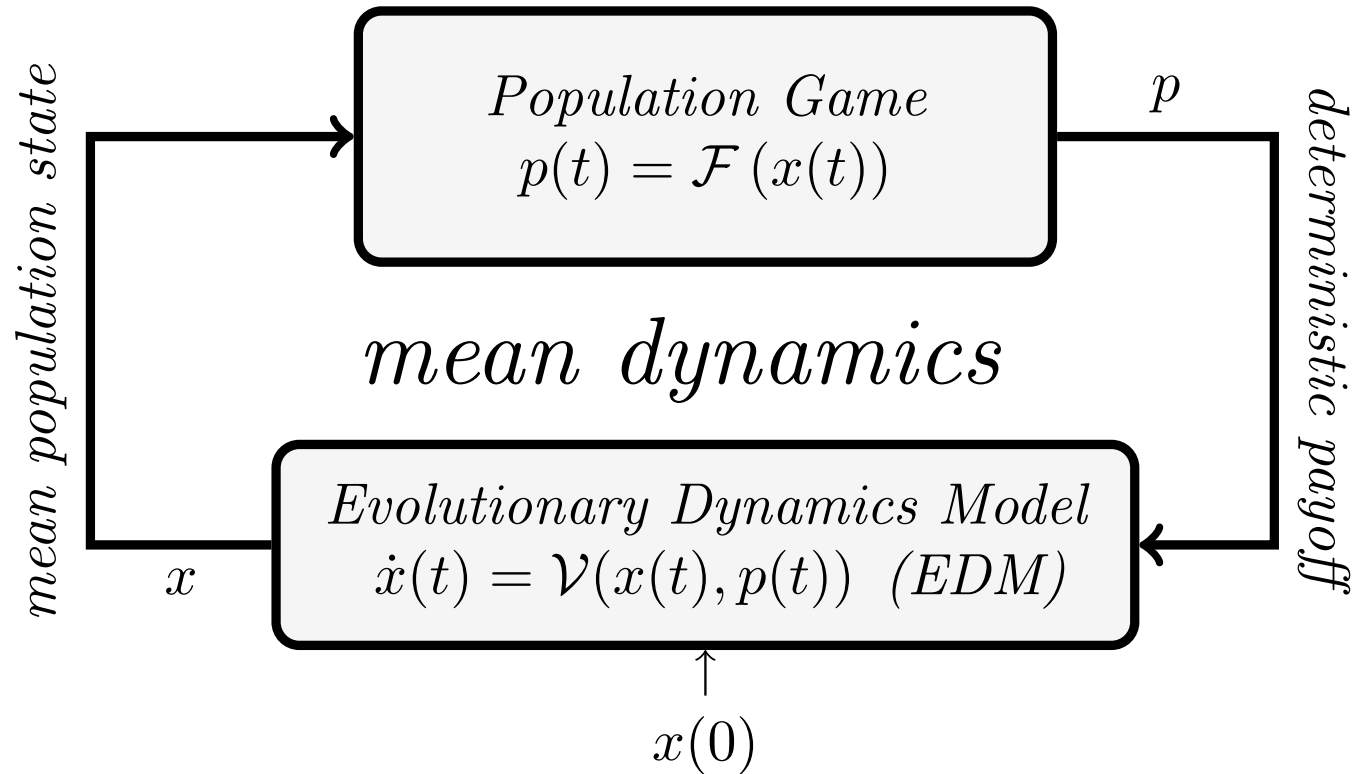 mean population state
Population Game
p(t) = ℱ (x(t))
p
deterministic payoff
mean dynamics
Evolutionary Dynamics Model
ẋ(t) = 𝒱(x(t), p(t)) (EDM)
x
x(0)